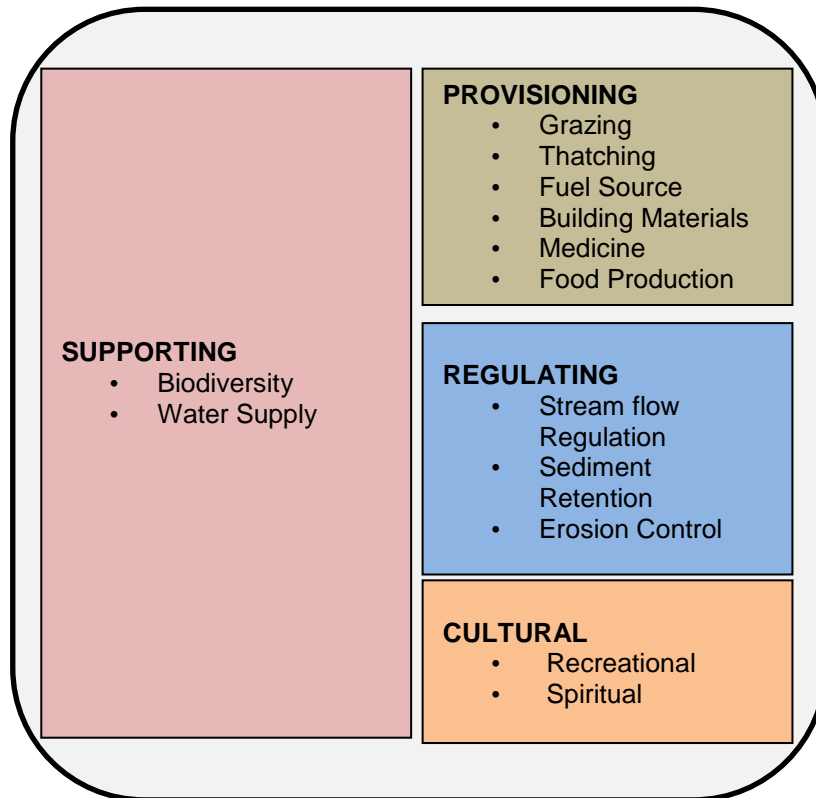 SUPPORTING
• Biodiversity
• Water Supply
PROVISIONING
• Grazing
• Thatching
• Fuel Source
• Building Materials
• Medicine
• Food Production
REGULATING
• Stream flow
Regulation
• Sediment
Retention
• Erosion Control
CULTURAL
• Recreational
• Spiritual